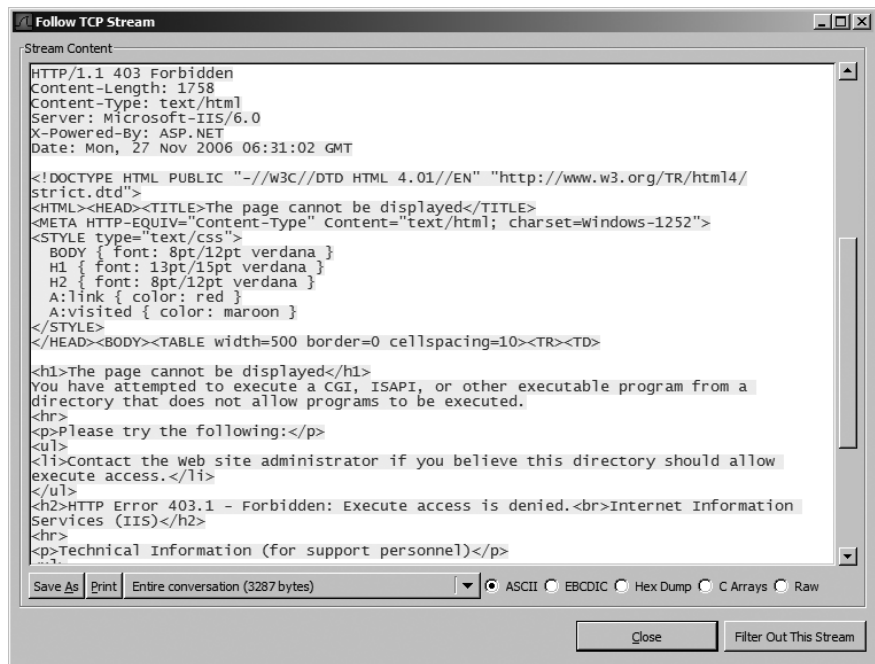 Follow TCP Stream
Stream Content
HTTP/1.1 403 Forbidden
Content-Length: 1758
Content-Type: text/html
Server: Microsoft-IIS/6.0
X-Powered-By: ASP.NET
Date: Mon, 27 Nov 2006 06:31:02 GMT
<!DOCTYPE HTML PUBLIC "-//W3C//DTD HTML 4.01//EN" "http://www.w3.org/TR/html4/
strict.dtd">
<HTML><HEAD><TITLE>The page cannot be displayed</TITLE>
<META HTTP-EQUIV="Content-Type" Content="text/html; charset=Windows-1252">
<STYLE type="text/css">
BODY { font: 8pt/12pt verdana }
H1 { font: 13pt/15pt verdana }
H2 { font: 8pt/12pt verdana }
A:link { color: red }
A:visited { color: maroon }
</STYLE>
</HEAD><BODY><TABLE width=500 border=0 cellspacing=10><TR><TD>
<h1>The page cannot be displayed</h1>
You have attempted to execute a CGI, ISAPI, or other executable program from a
directory that does not allow programs to be executed.
<hr>
<p>Please try the following:</p>
<ul>
<li>Contact the Web site administrator if you believe this directory should allow
execute access.</li>
</ul>
<h2>HTTP Error 403.1 - Forbidden: Execute access is denied.<br>Internet Information
Services (IIS)</h2>
<hr>
<p>Technical Information (for support personnel)</p>
Save As Print Entire conversation (3287 bytes) ASCII EBCDIC Hex Dump C Arrays Raw
Close Filter Out This Stream